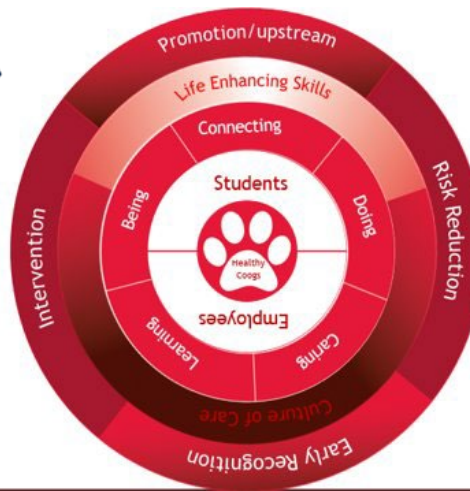 Promotion/upstream
Life Enhancing Skills
Connecting
Students
Being
Doing
Healthy
Coogs
Intervention
Risk Reduction
Employees
Learning
Caring
Culture of Care
Early Recognition